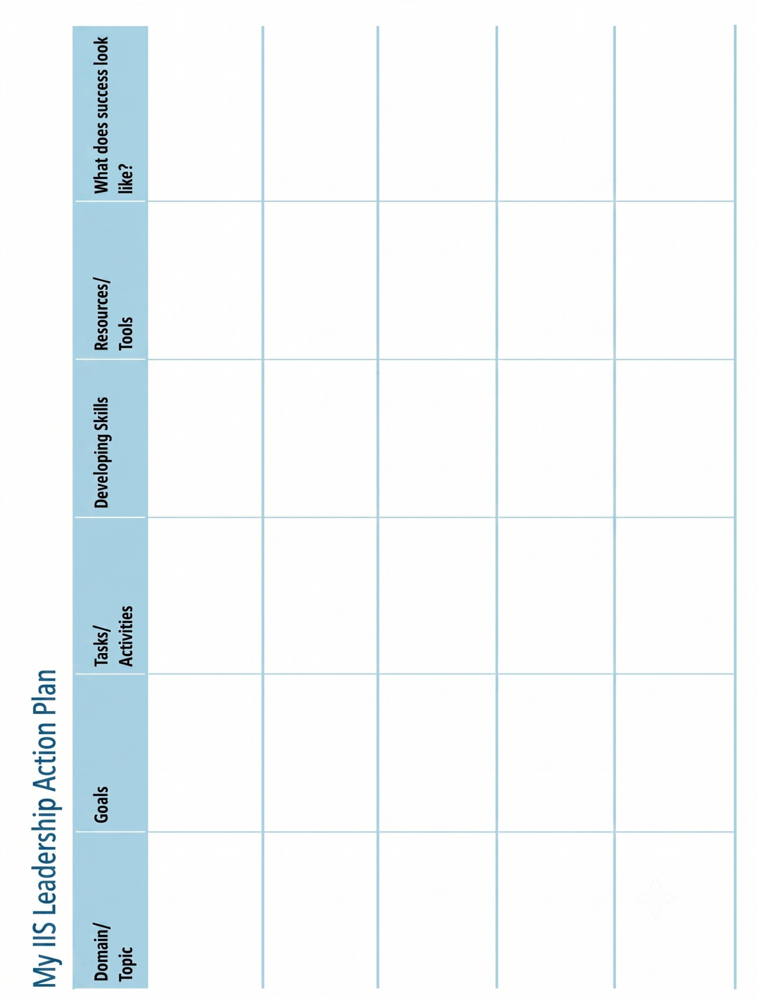 My IIS Leadership Action Plan
Domain/
Topic
Goals
Tasks/
Activities
Developing Skills
Resources/
Tools
What does success look
like?